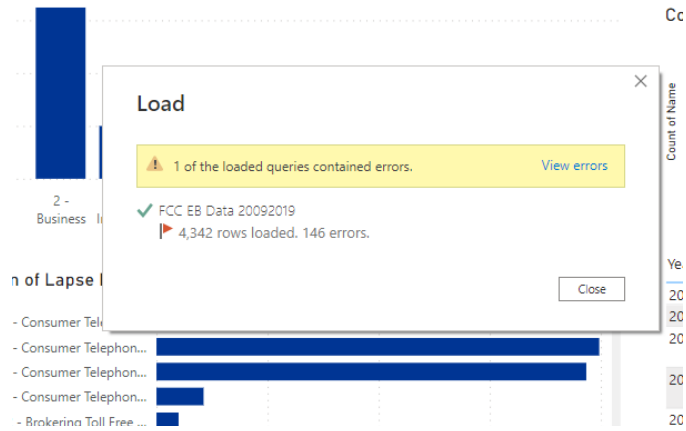 Co
Load
Count of Name
1 of the loaded queries contained errors. View errors
FCC EB Data 20092019
4,342 rows loaded. 146 errors.
2 -
Business
Close
n of Lapse
Yea
20
- Consumer Tele
20
- Consumer Telephon...
20
- Consumer Telephon...
20
- Consumer Telephon...
- Brokering Toll Free ...
20